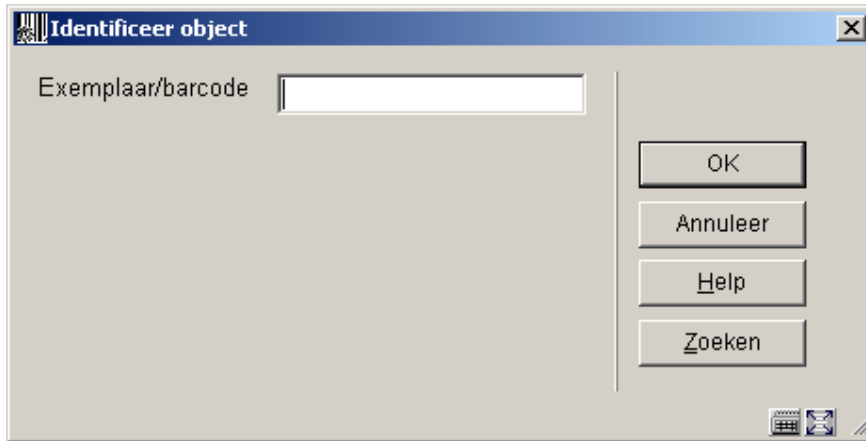 Identificeer object
Exemplaar/barcode
OK
Annuleer
Help
Zoeken